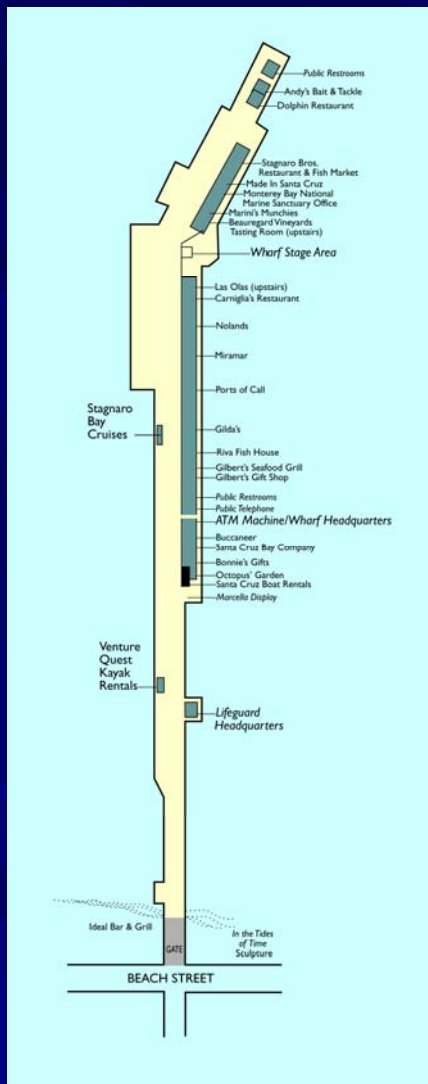 Public Restrooms
Andy's Bait & Tackle
Dolphin Restaurant
Stagnaro Bros.
Restaurant & Fish Market
Made In Santa Cruz
Monterey Bay National
Marine Sanctuary Office
Marini's Munchies
Beauregard Vineyards
Tasting Room (upstairs)
Wharf Stage Area
Las Olas (upstairs)
Carniglia's Restaurant
Nolands
Miramar
Ports of Call
Stagnaro
Bay
Cruises
Gilda's
Riva Fish House
Gilbert's Seafood Grill
Gilbert's Gift Shop
Public Restrooms
Public Telephone
ATM Machine/Wharf Headquarters
Buccaneer
Santa Cruz Bay Company
Bonnie's Gifts
Octopus' Garden
Santa Cruz Boat Rentals
Marcella Display
Venture
Quest
Kayak
Rentals
Lifeguard
Headquarters
Ideal Bar & Grill
In the Tides
of Time
Sculpture
GATE
BEACH STREET